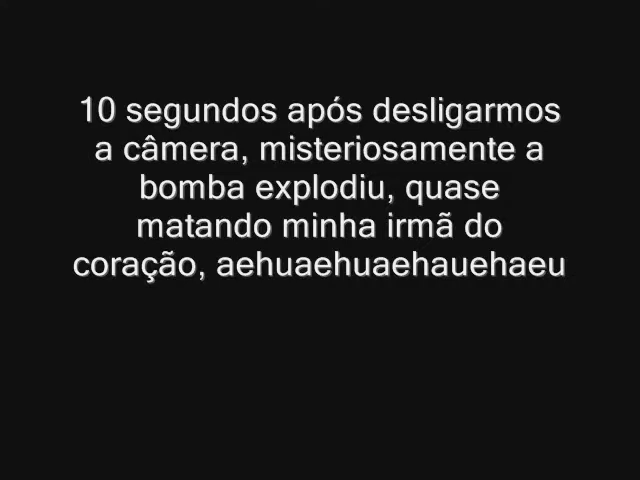 10 segundos após desligarmos
a câmera, misteriosamente a
bomba explodiu, quase
matando minha irmã do
coração, aehuaehuaehauehaeu